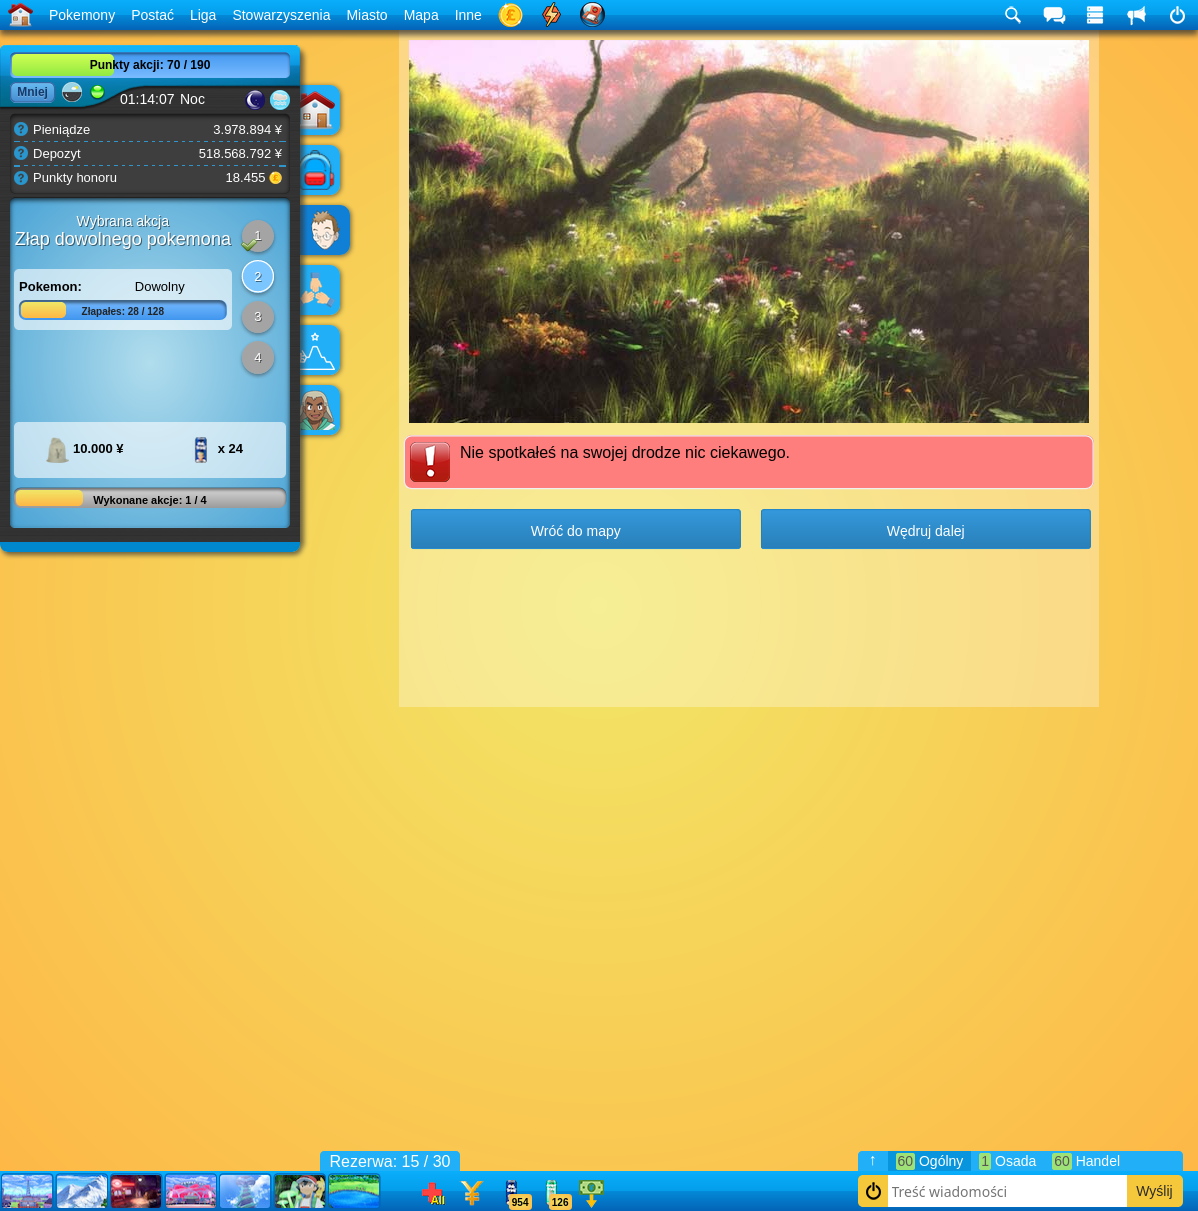 Pokemony Postać Liga Stowarzyszenia Miasto Mapa Inne
Punkty akcji: 70 / 190
Mniej
01:14:07 Noc
Pieniądze 3.978.894 ¥
Depozyt 518.568.792 ¥
Punkty honoru 18.455
Wybrana akcja
Złap dowolnego pokemona
1
2
3
4
Pokemon: Dowolny
Złapałeś: 28 / 128
10.000 ¥ x 24
Wykonane akcje: 1 / 4
Nie spotkałeś na swojej drodze nic ciekawego.
Wróć do mapy Wędruj dalej
Rezerwa: 15 / 30
All 954 126
↑ 60 Ogólny 1 Osada 60 Handel
Treść wiadomości Wyślij